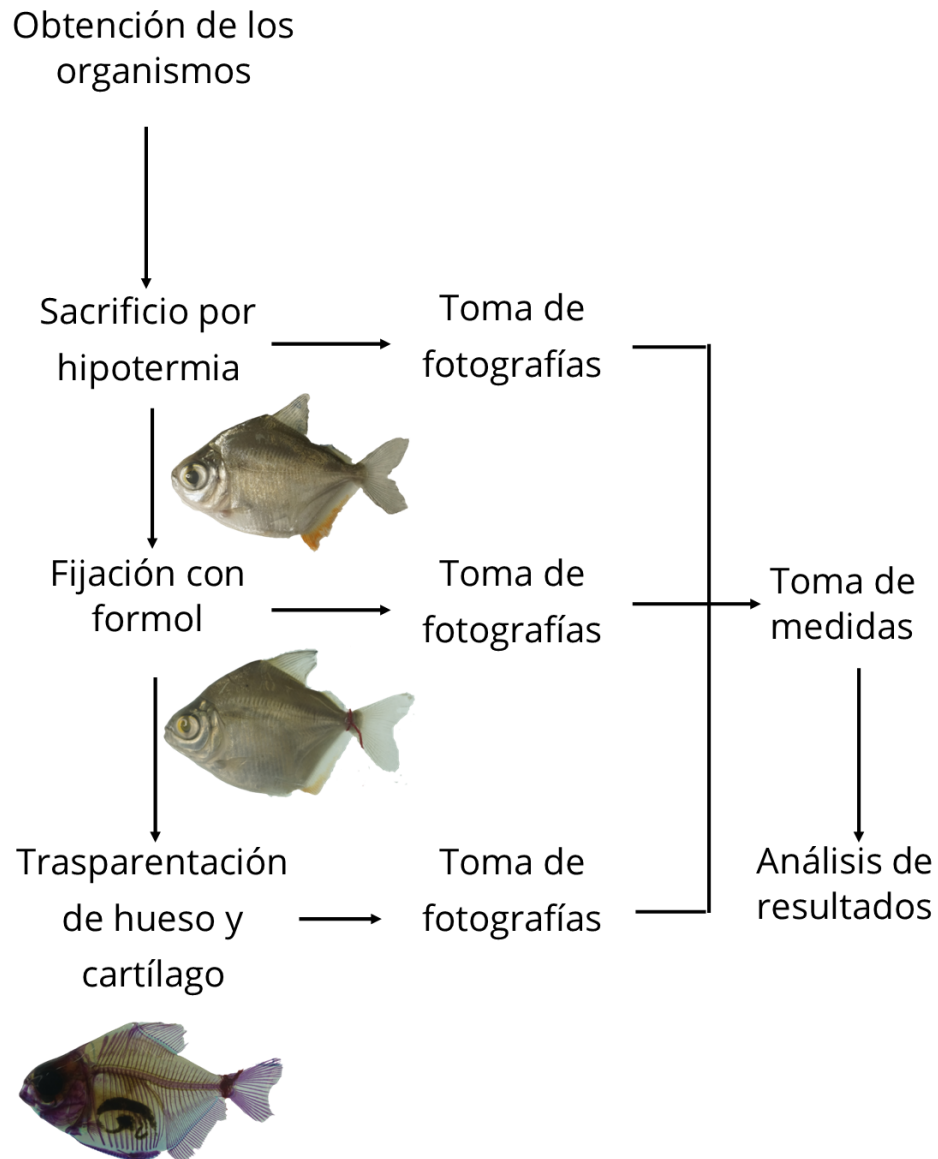 Obtención de los
organismos
Sacrificio por
hipotermia
Toma de
fotografías
Fijación con
formol
Toma de
fotografías
Toma de
medidas
Trasparentación
de hueso y
cartílago
Toma de
fotografías
Análisis de
resultados